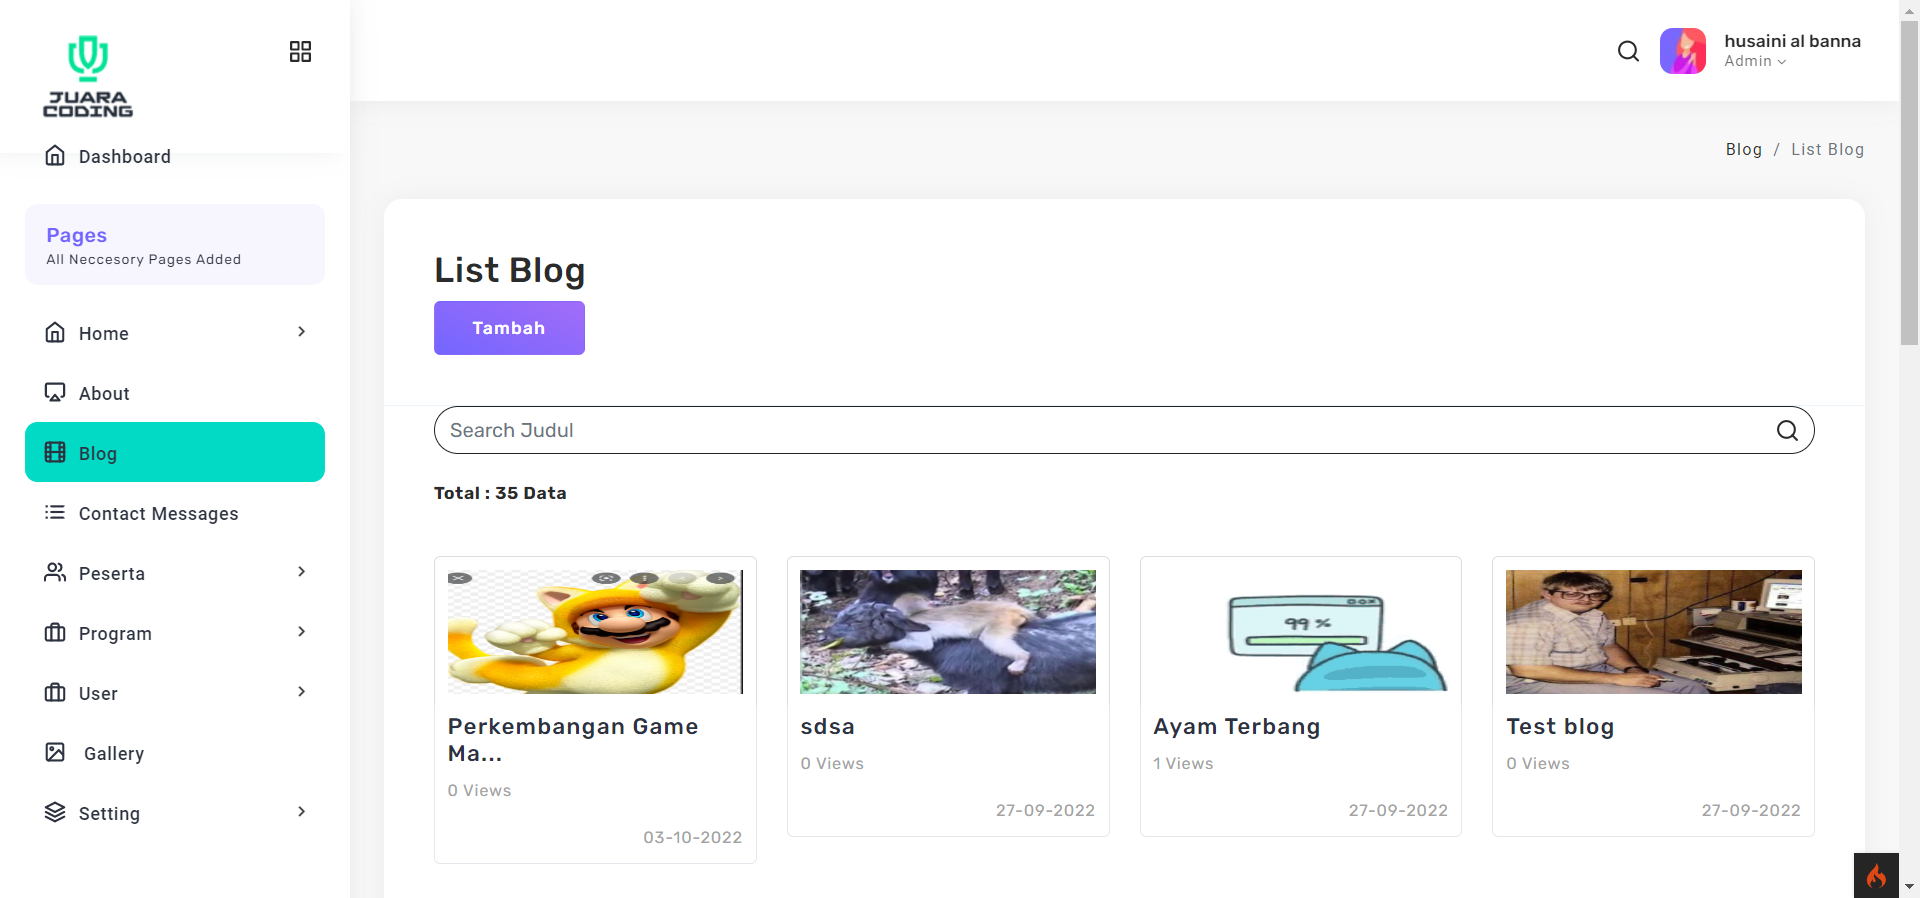 JUARA
CODING
husaini al banna
Admin
Dashboard
Blog / List Blog
Pages
All Neccesory Pages Added
List Blog
Tambah
Home
About
Blog
Contact Messages
Peserta
Program
User
Gallery
Setting
Search Judul
Total : 35 Data
99 %
Perkembangan Game
Ma...
0 Views
03-10-2022
sdsa
0 Views
27-09-2022
Ayam Terbang
1 Views
27-09-2022
Test blog
0 Views
27-09-2022